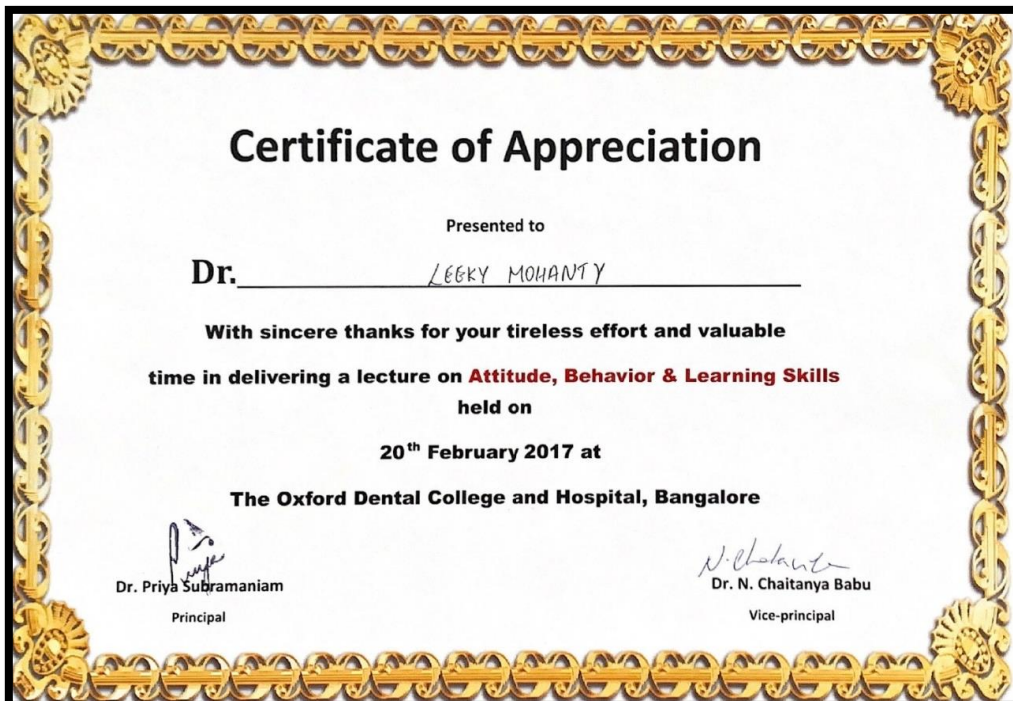 Certificate of Appreciation
Presented to
Dr. LEEKY MOHANTY
With sincere thanks for your tireless effort and valuable
time in delivering a lecture on Attitude, Behavior & Learning Skills
held on
20th February 2017 at
The Oxford Dental College and Hospital, Bangalore
Priya
N. Chaitanya
Dr. Priya Subramaniam
Dr. N. Chaitanya Babu
Principal
Vice-principal